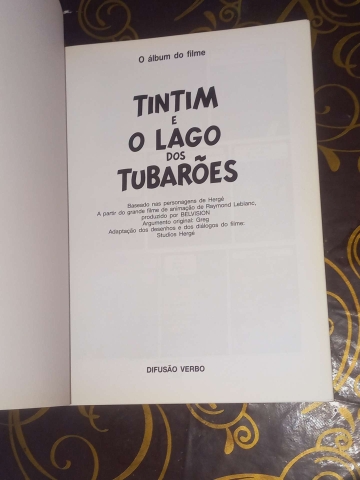 O álbum do filme
TINTIM
E
O LAGO
DOS
TUBARÕES
Baseado nas personagens de Hergé
A partir do grande filme de animação de Raymond Leblanc,
produzido por BELVISION
Argumento original: Greg
Adaptação dos desenhos e dos diálogos do filme:
Studios Hergé
DIFUSÃO VERBO